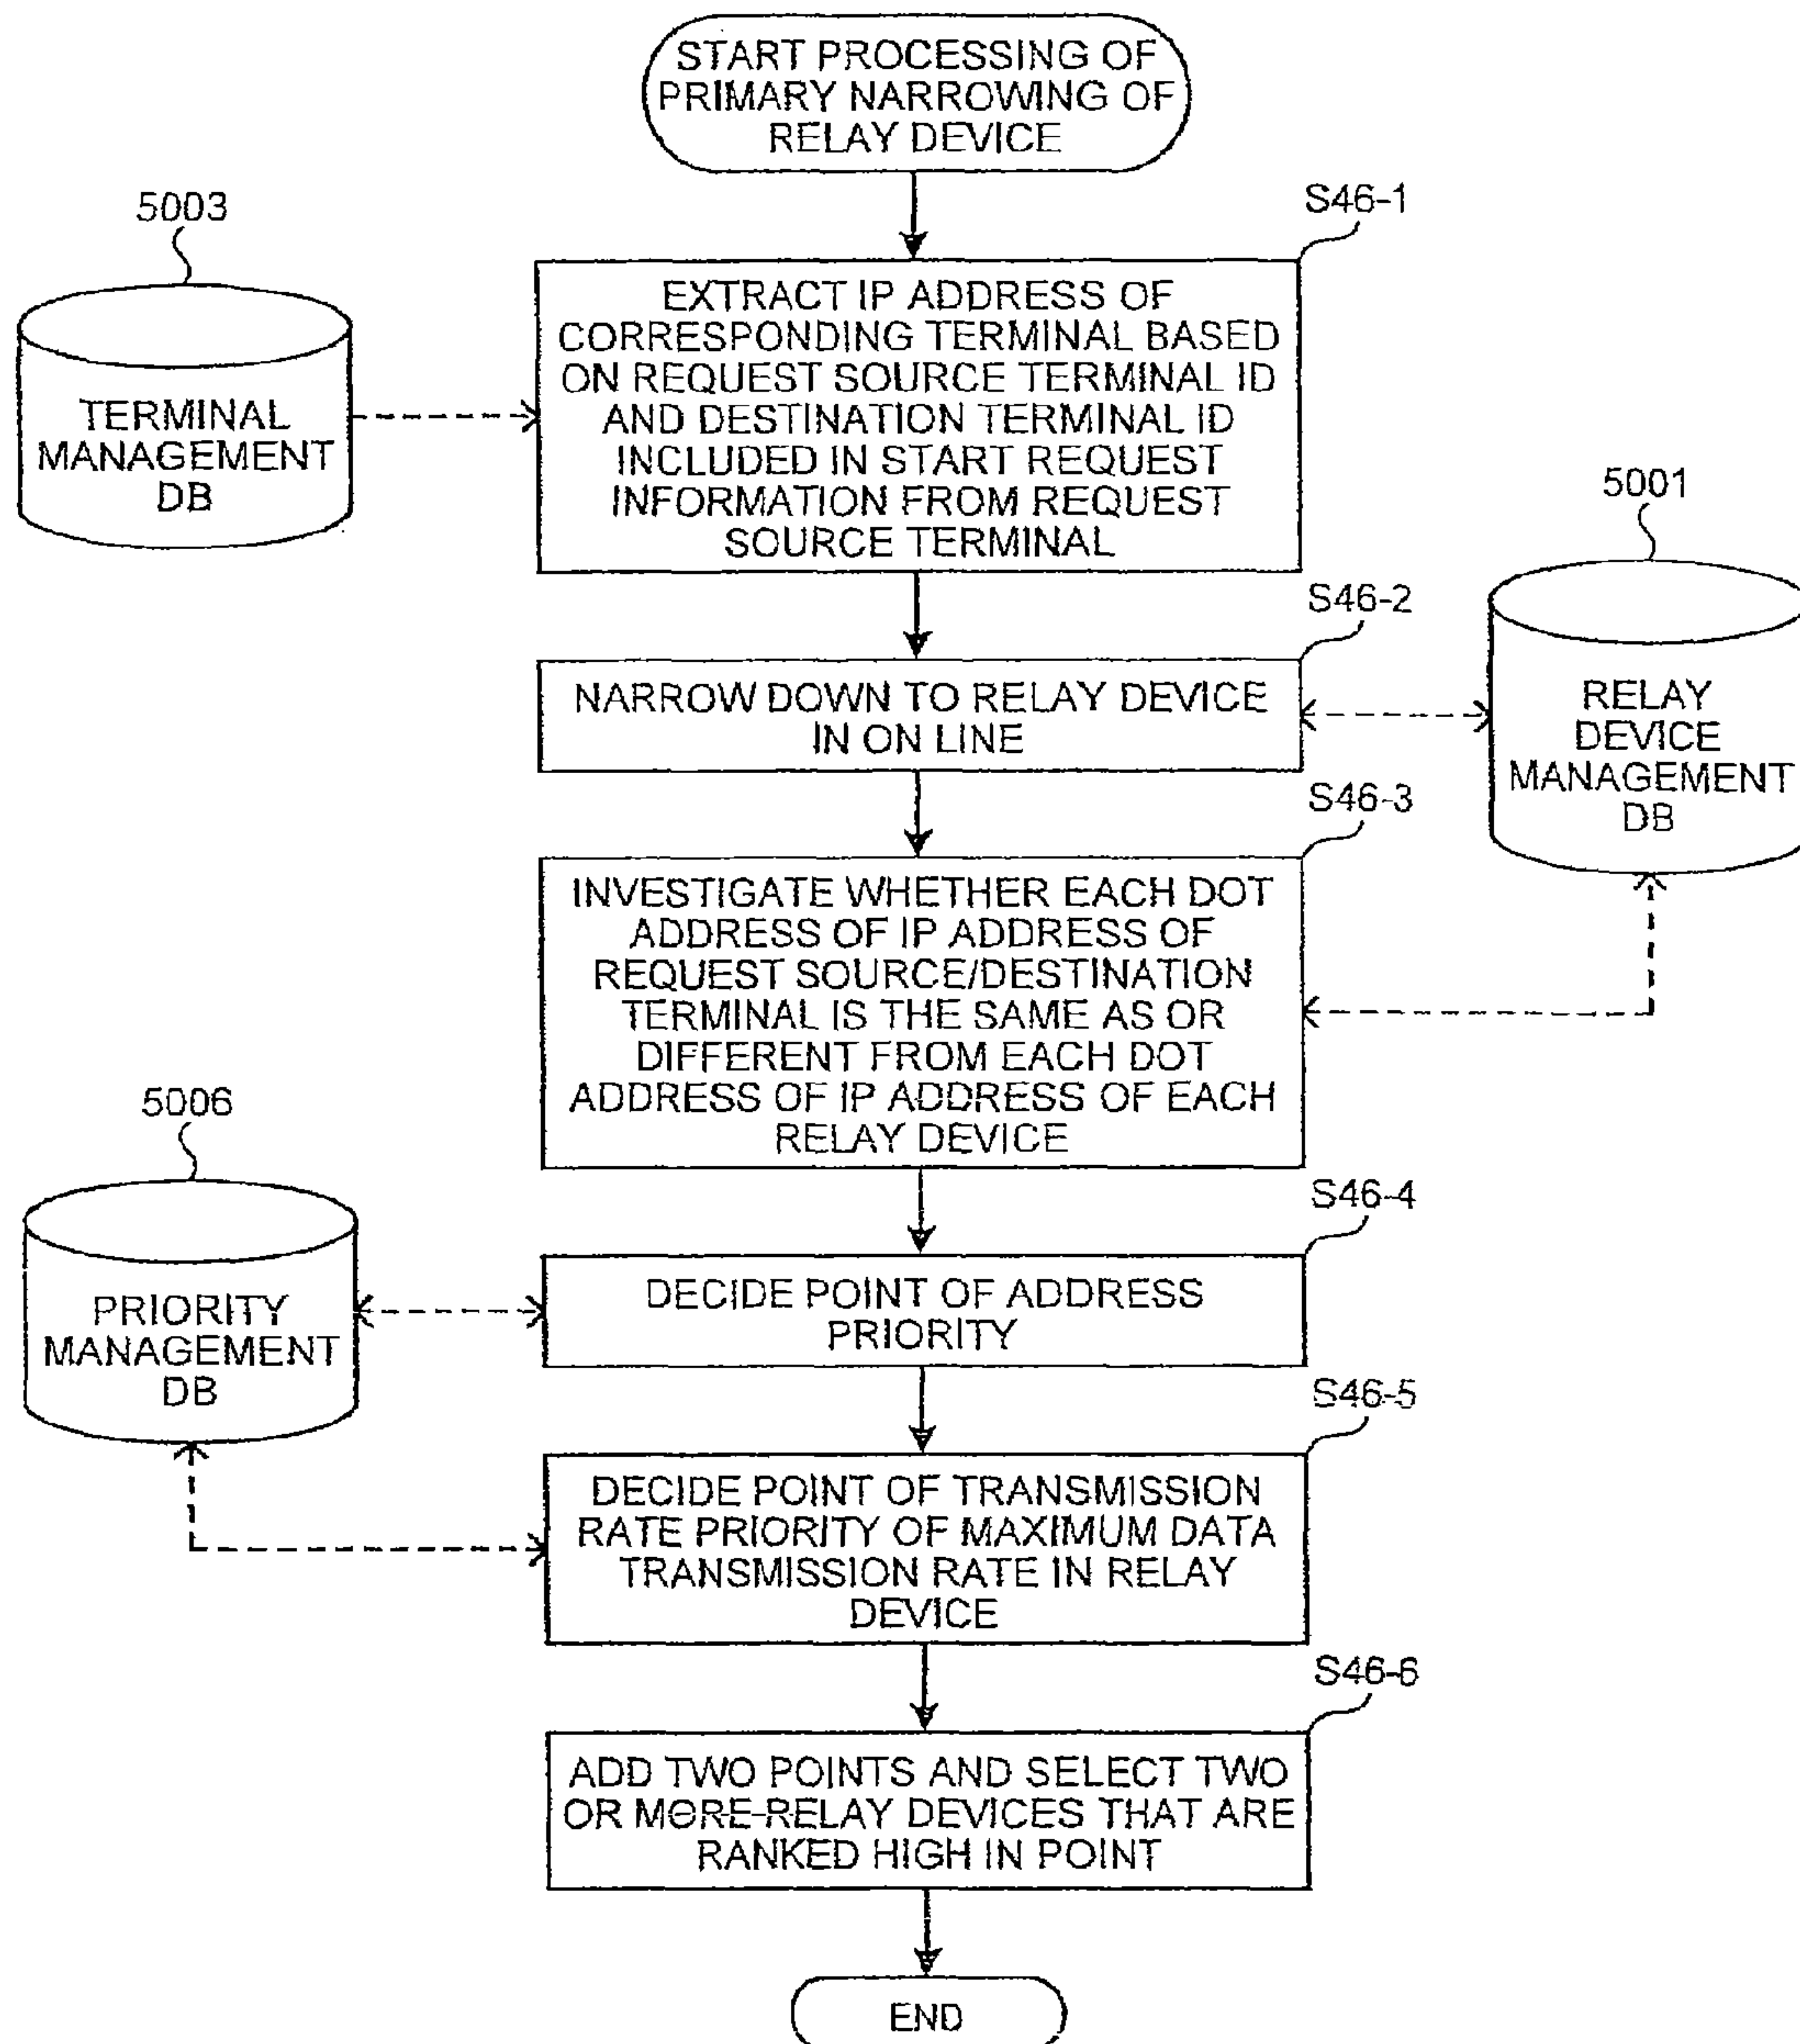 START PROCESSING OF
PRIMARY NARROWING OF
RELAY DEVICE
5003
S46-1
TERMINAL
MANAGEMENT
DB
EXTRACT IP ADDRESS OF
CORRESPONDING TERMINAL BASED
ON REQUEST SOURCE TERMINAL ID
AND DESTINATION TERMINAL ID
INCLUDED IN START REQUEST
INFORMATION FROM REQUEST
SOURCE TERMINAL
5001
S46-2
NARROW DOWN TO RELAY DEVICE
IN ON LINE
RELAY
DEVICE
MANAGEMENT
DB
S46-3
INVESTIGATE WHETHER EACH DOT
ADDRESS OF IP ADDRESS OF
REQUEST SOURCE/DESTINATION
TERMINAL IS THE SAME AS OR
DIFFERENT FROM EACH DOT
ADDRESS OF IP ADDRESS OF EACH
RELAY DEVICE
5006
S46-4
PRIORITY
MANAGEMENT
DB
DECIDE POINT OF ADDRESS
PRIORITY
S46-5
DECIDE POINT OF TRANSMISSION
RATE PRIORITY OF MAXIMUM DATA
TRANSMISSION RATE IN RELAY
DEVICE
S46-6
ADD TWO POINTS AND SELECT TWO
OR MORE-RELAY DEVICES THAT ARE
RANKED HIGH IN POINT
END